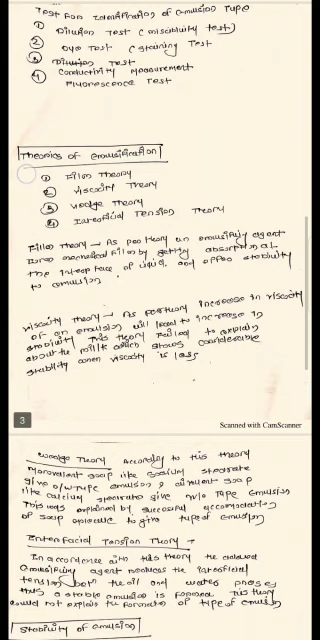 Test for Identification of Emulsion Type
① Dilution Test (miscibility test)
② Dye Test (staining Test
③ Dilution Test
④ Conductivity Measurement
Fluorescence Test
Theories of emulsification
① Film Theory
② Viscosity Theory
③ Wedge Theory
④ Interfacial Tension Theory
Film Theory → As per theory an emulsifying agent
mechanical film by getting
the interface of liquid, and offer stability
to emulsion.
Viscosity Theory → As per theory increase in viscosity
of an emulsion will lead to increase in
stability This theory failed to explain
about the milk which shows considerable
stability when viscosity is less
3
Scanned with CamScanner
Wedge Theory According to this theory
Monovalent soap like sodium stearate
give o/w type emulsion & divalent soap
like calcium stearate give w/o Type Emulsion
This was explained by successful accomodation
of soap molecule to give type of Emulsion
Interfacial Tension Theory →
In accordance with this theory the
emulsifying agent reduces the interfacial
tension both the oil and water phases
thus a stable emulsion is formed this theory
could not explain the formation of type of emulsion
Stability of emulsion